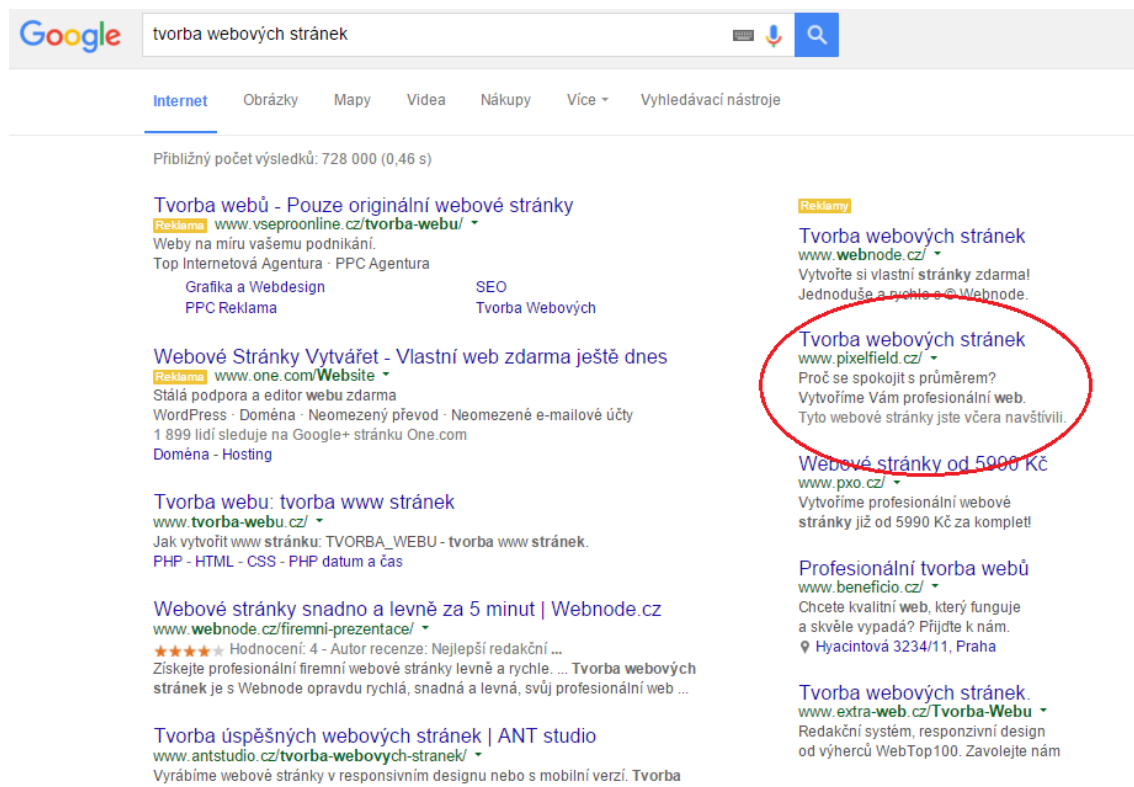 Google
tvorba webových stránek
Internet Obrázky Mapy Videa Nákupy Více Vyhledávací nástroje
Přibližný počet výsledků: 728 000 (0,46 s)
Tvorba webů - Pouze originální webové stránky
Reklama www.vseproonline.cz/tvorba-webu/
Weby na míru vašemu podnikání.
Top Internetová Agentura · PPC Agentura
Grafika a Webdesign SEO
PPC Reklama Tvorba Webových
Webové Stránky Vytvářet - Vlastní web zdarma ještě dnes
Reklama www.one.com/Website
Stálá podpora a editor webu zdarma
WordPress · Doména · Neomezený převod · Neomezené e-mailové účty
1 899 lidí sleduje na Google+ stránku One.com
Doména - Hosting
Tvorba webu: tvorba www stránek
www.tvorba-webu.cz/
Jak vytvořit www stránku: TVORBA_WEBU - tvorba www stránek.
PHP - HTML - CSS - PHP datum a čas
Webové stránky snadno a levně za 5 minut | Webnode.cz
www.webnode.cz/firemni-prezentace/
Hodnocení: 4 - Autor recenze: Nejlepší redakční ...
Získejte profesionální firemní webové stránky levně a rychle. ... Tvorba webových
stránek je s Webnode opravdu rychlá, snadná a levná, svůj profesionální web ...
Tvorba úspěšných webových stránek | ANT studio
www.antstudio.cz/tvorba-webovych-stranek/
Vyrábíme webové stránky v responsivním designu nebo s mobilní verzí. Tvorba
Reklamy
Tvorba webových stránek
www.webnode.cz/
Vytvořte si vlastní stránky zdarma!
Jednoduše a rychle s © Webnode.
Tvorba webových stránek
www.pixelfield.cz/
Proč se spokojit s průměrem?
Vytvoříme Vám profesionální web.
Tyto webové stránky jste včera navštívili.
Webové stránky od 5900 Kč
www.pxo.cz/
Vytvoříme profesionální webové
stránky již od 5990 Kč za komplet!
Profesionální tvorba webů
www.beneficio.cz/
Chcete kvalitní web, který funguje
a skvěle vypadá? Přijďte k nám.
Hyacintová 3234/11, Praha
Tvorba webových stránek.
www.extra-web.cz/Tvorba-Webu
Redakční systém, responzivní design
od výherců WebTop100. Zavolejte nám